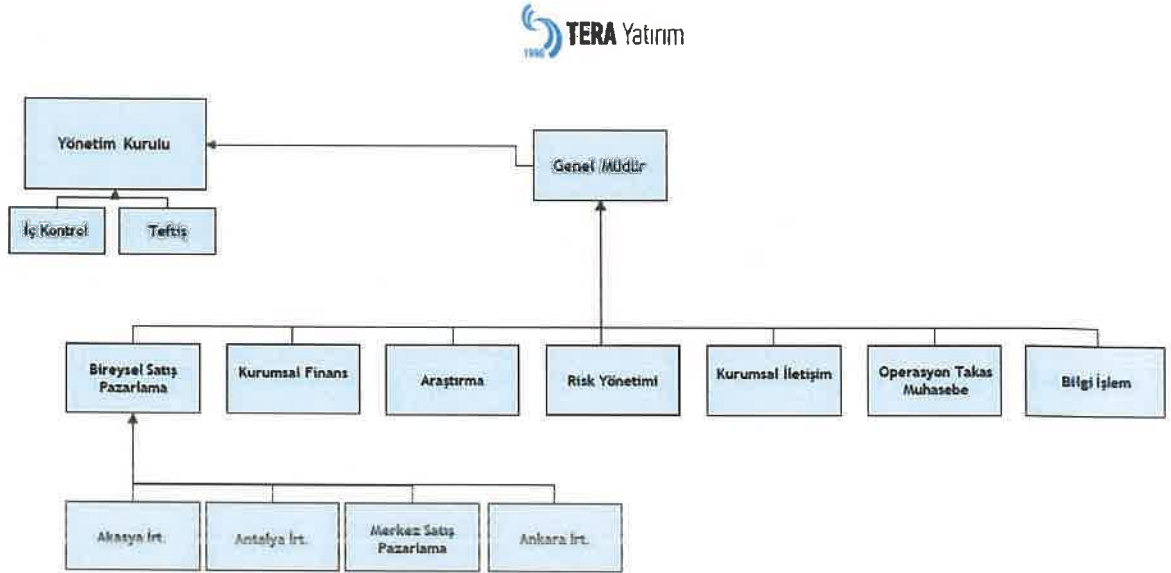 TERA Yatırım
1990
Yönetim Kurulu
Genel Müdür
İç Kontrol
Teftiş
Bireysel Satış
Pazarlama
Kurumsal Finans
Araştırma
Risk Yönetimi
Kurumsal İletişim
Operasyon Takas
Muhasebe
Bilgi İşlem
Akasya İrt.
Antalya İrt.
Merkez Satış
Pazarlama
Ankara İrt.